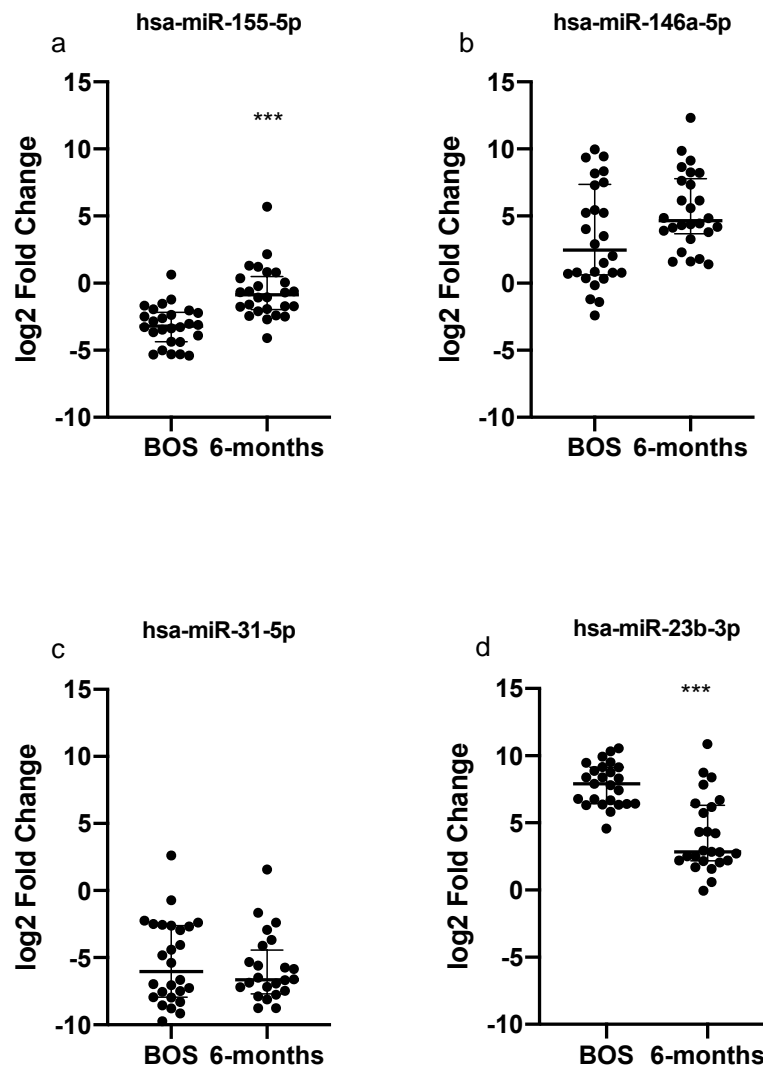 a
hsa-miR-155-5p
15
10
5
0
-5
-10
log2 Fold Change
***
BOS 6-months
b
hsa-miR-146a-5p
15
10
5
0
-5
-10
log2 Fold Change
BOS 6-months
c
hsa-miR-31-5p
15
10
5
0
-5
-10
log2 Fold Change
BOS 6-months
d
hsa-miR-23b-3p
15
10
5
0
-5
-10
log2 Fold Change
***
BOS 6-months